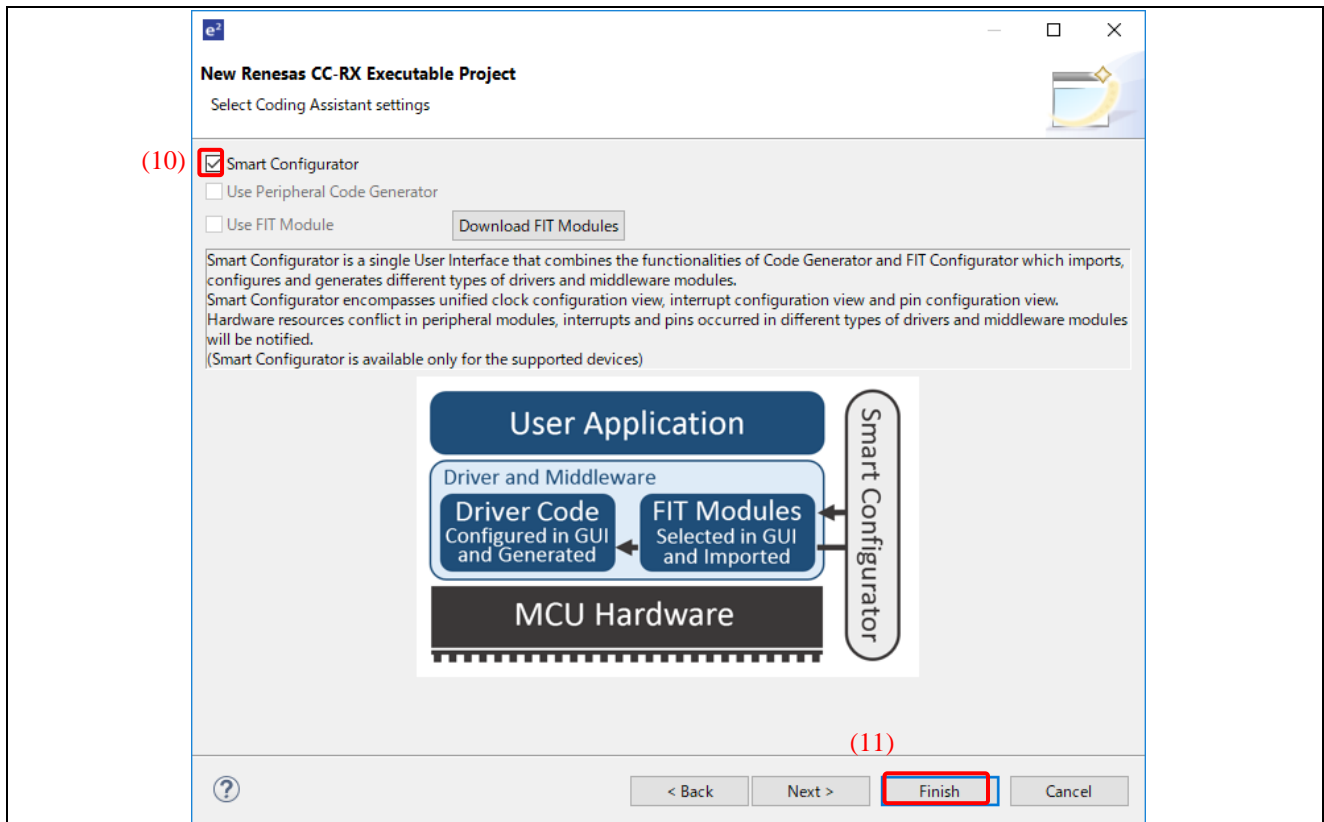 e²
New Renesas CC-RX Executable Project
Select Coding Assistant settings
(10)
Smart Configurator
Use Peripheral Code Generator
Use FIT Module
Download FIT Modules
Smart Configurator is a single User Interface that combines the functionalities of Code Generator and FIT Configurator which imports,
configures and generates different types of drivers and middleware modules.
Smart Configurator encompasses unified clock configuration view, interrupt configuration view and pin configuration view.
Hardware resources conflict in peripheral modules, interrupts and pins occurred in different types of drivers and middleware modules
will be notified.
(Smart Configurator is available only for the supported devices)
User Application
Driver and Middleware
Driver Code
Configured in GUI
and Generated
FIT Modules
Selected in GUI
and Imported
MCU Hardware
Smart Configurator
(11)
?
< Back
Next >
Finish
Cancel